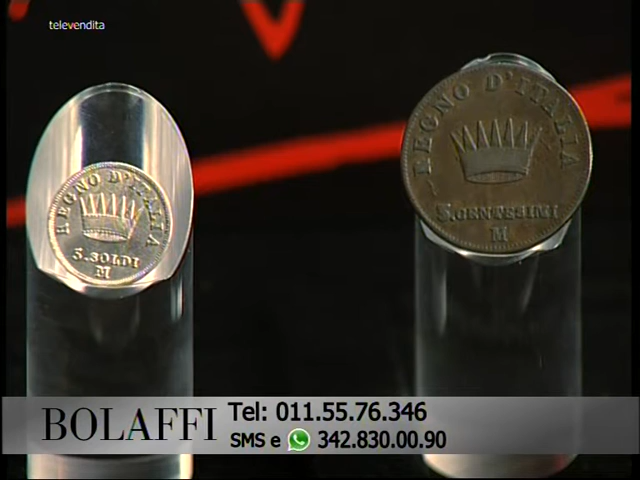 televendita
REGNO D'ITALIA
5.SOLDI
M
REGNO D'ITALIA
5.CENTESIMI
M
BOLAFFI
Tel: 011.55.76.346
SMS e 342.830.00.90